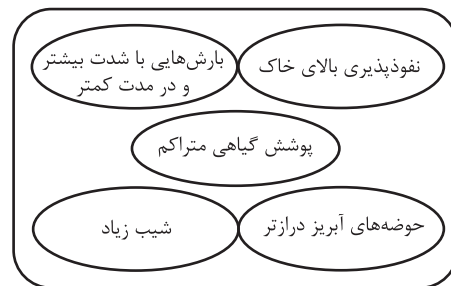 نفوذپذیری بالای خاک
بارش‌هایی با شدت بیشتر
و در مدت کمتر
پوشش گیاهی متراکم
حوضه‌های آبریز درازتر
شیب زیاد